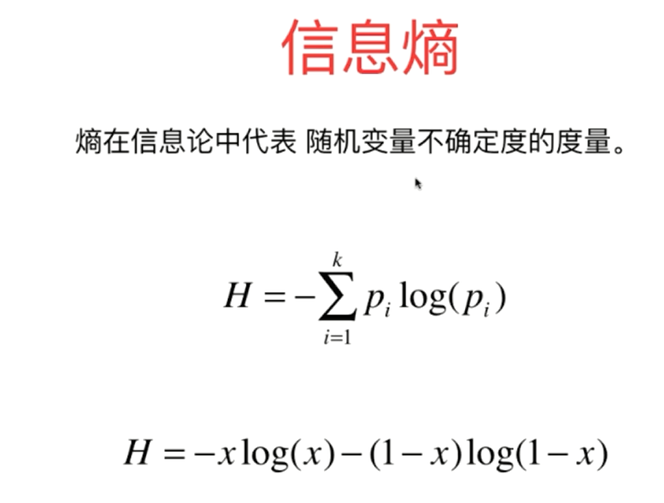 信息熵
熵在信息论中代表 随机变量不确定度的度量。
H = -\sum_{i=1}^{k} p_i \log(p_i)
H = -x\log(x) - (1-x)\log(1-x)